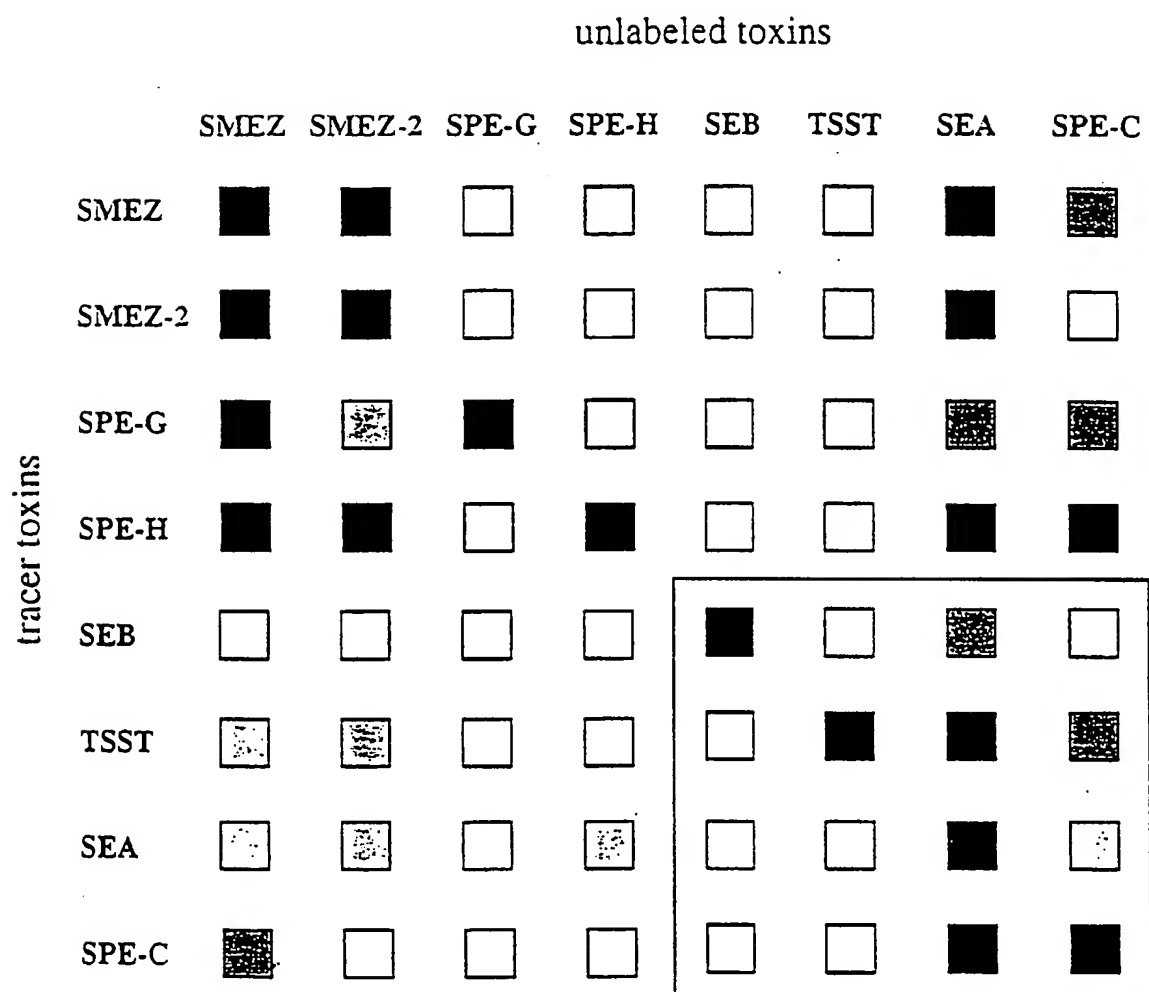 unlabeled toxins
SMEZ SMEZ-2 SPE-G SPE-H SEB TSST SEA SPE-C
SMEZ
SMEZ-2
SPE-G
SPE-H
SEB
TSST
SEA
SPE-C
tracer toxins